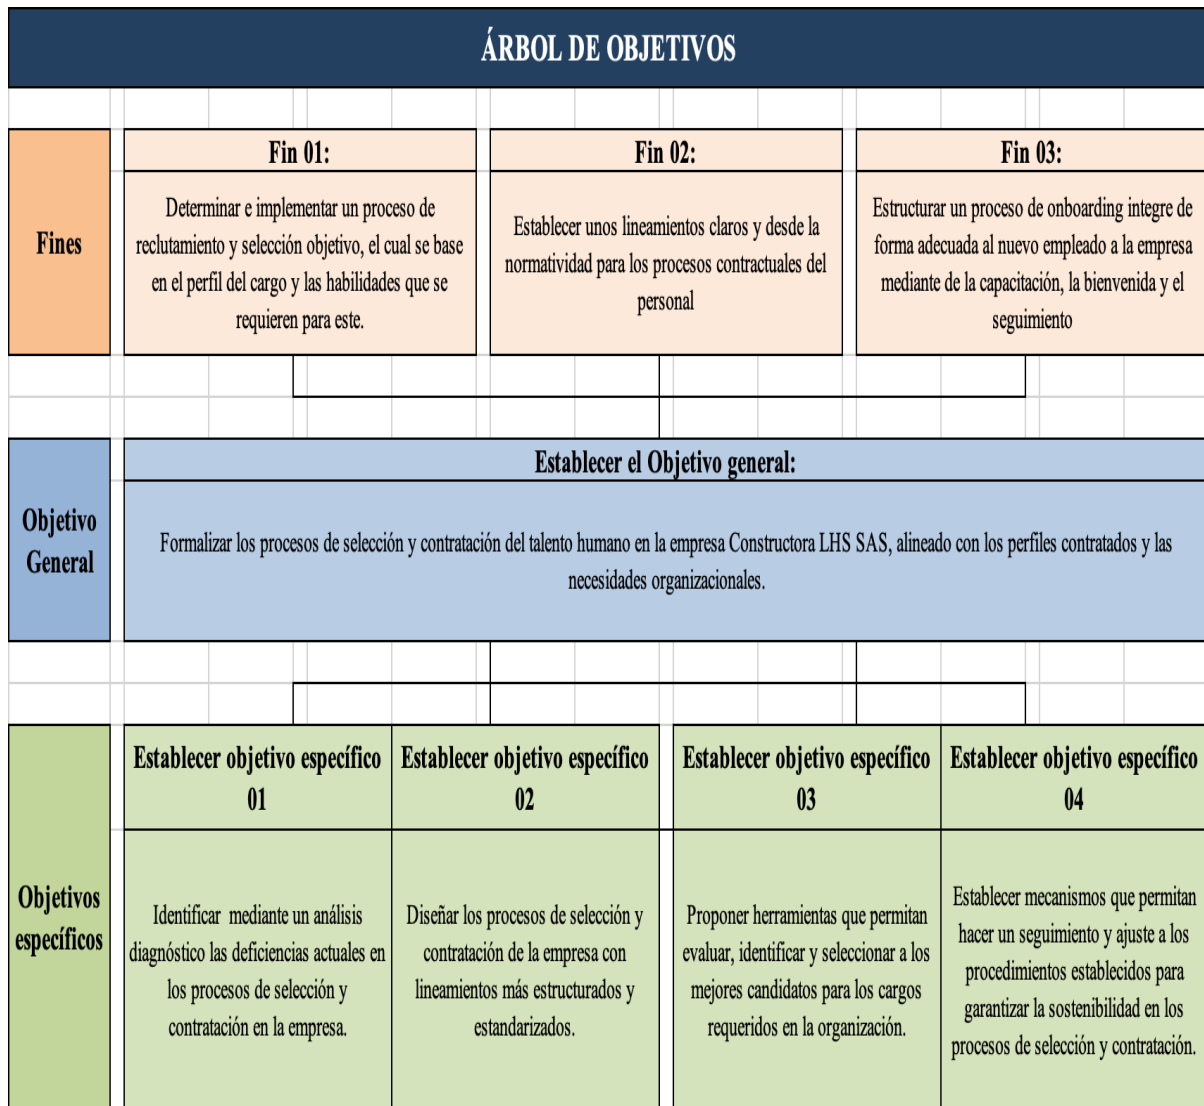 ÁRBOL DE OBJETIVOS
Fines
Fin 01:
Determinar e implementar un proceso de
reclutamiento y selección objetivo, el cual se base
en el perfil del cargo y las habilidades que se
requieren para este.
Fin 02:
Establecer unos lineamientos claros y desde la
normatividad para los procesos contractuales del
personal
Fin 03:
Estructurar un proceso de onboarding integre de
forma adecuada al nuevo empleado a la empresa
mediante de la capacitación, la bienvenida y el
seguimiento
Objetivo
General
Establecer el Objetivo general:
Formalizar los procesos de selección y contratación del talento humano en la empresa Constructora LHS SAS, alineado con los perfiles contratados y las
necesidades organizacionales.
Objetivos
específicos
Establecer objetivo específico
01
Identificar mediante un análisis
diagnóstico las deficiencias actuales en
los procesos de selección y
contratación en la empresa.
Establecer objetivo específico
02
Diseñar los procesos de selección y
contratación de la empresa con
lineamientos más estructurados y
estandarizados.
Establecer objetivo específico
03
Proponer herramientas que permitan
evaluar, identificar y seleccionar a los
mejores candidatos para los cargos
requeridos en la organización.
Establecer objetivo específico
04
Establecer mecanismos que permitan
hacer un seguimiento y ajuste a los
procedimientos establecidos para
garantizar la sostenibilidad en los
procesos de selección y contratación.